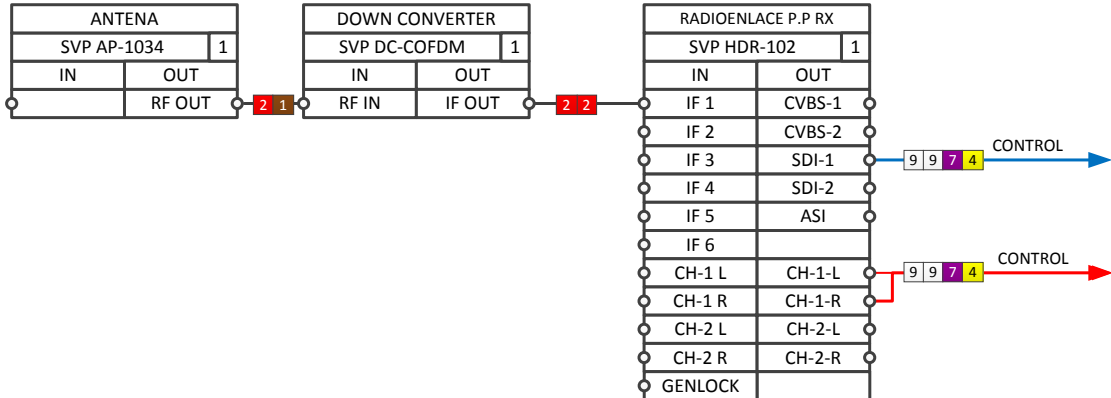 ANTENA
SVP AP-1034 1
IN OUT
RF OUT
2 1
DOWN CONVERTER
SVP DC-COFDM 1
IN OUT
RF IN IF OUT
2 2
RADIOENLACE P.P RX
SVP HDR-102 1
IN OUT
IF 1 CVBS-1
IF 2 CVBS-2
IF 3 SDI-1
IF 4 SDI-2
IF 5 ASI
IF 6
CH-1 L CH-1-L
CH-1 R CH-1-R
CH-2 L CH-2-L
CH-2 R CH-2-R
GENLOCK
9 9 7 4 CONTROL
9 9 7 4 CONTROL